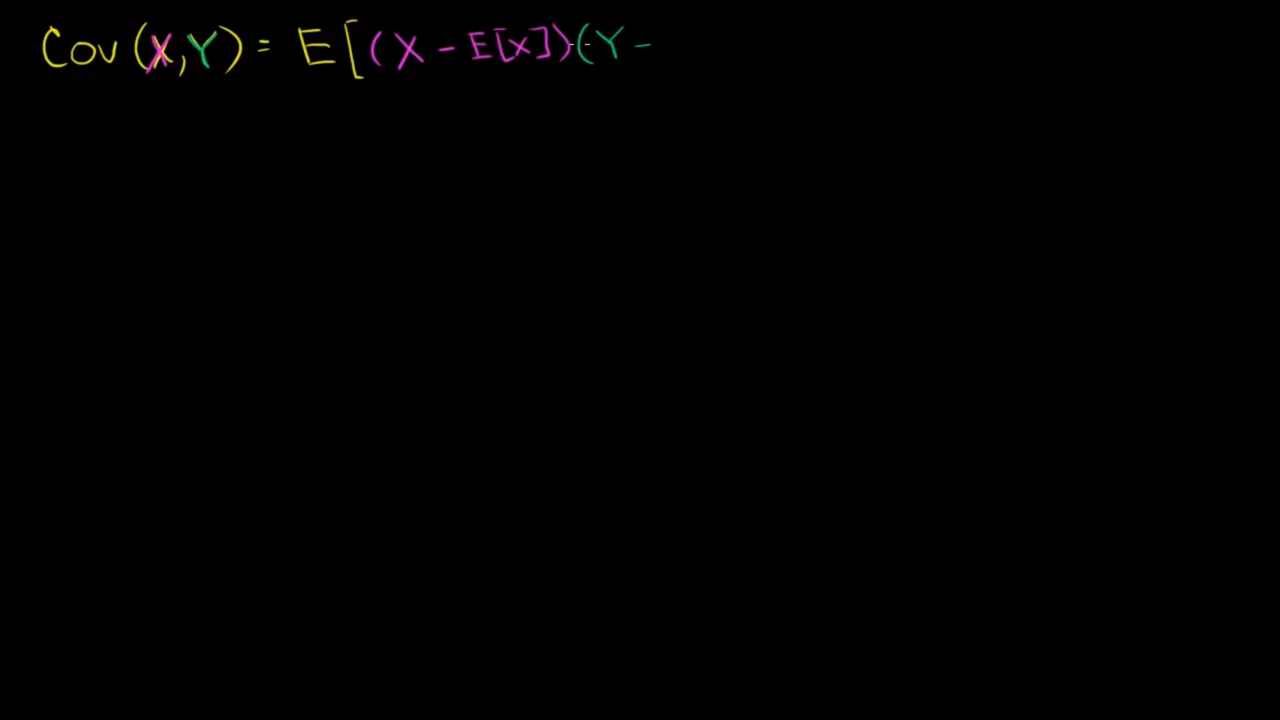 Cov (X,Y) = E[(X - E[X])(Y -